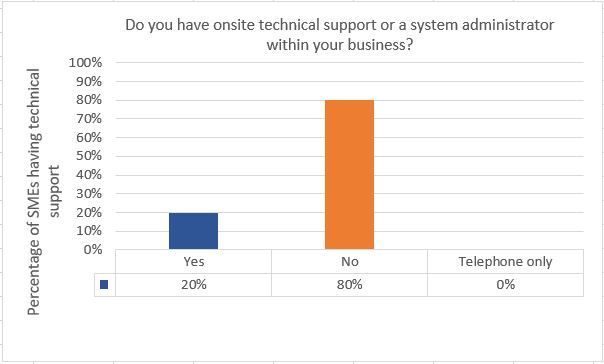 Do you have onsite technical support or a system administrator
within your business?
Percentage of SMEs having technical
support
100%
90%
80%
70%
60%
50%
40%
30%
20%
10%
0%
Yes No Telephone only
20% 80% 0%